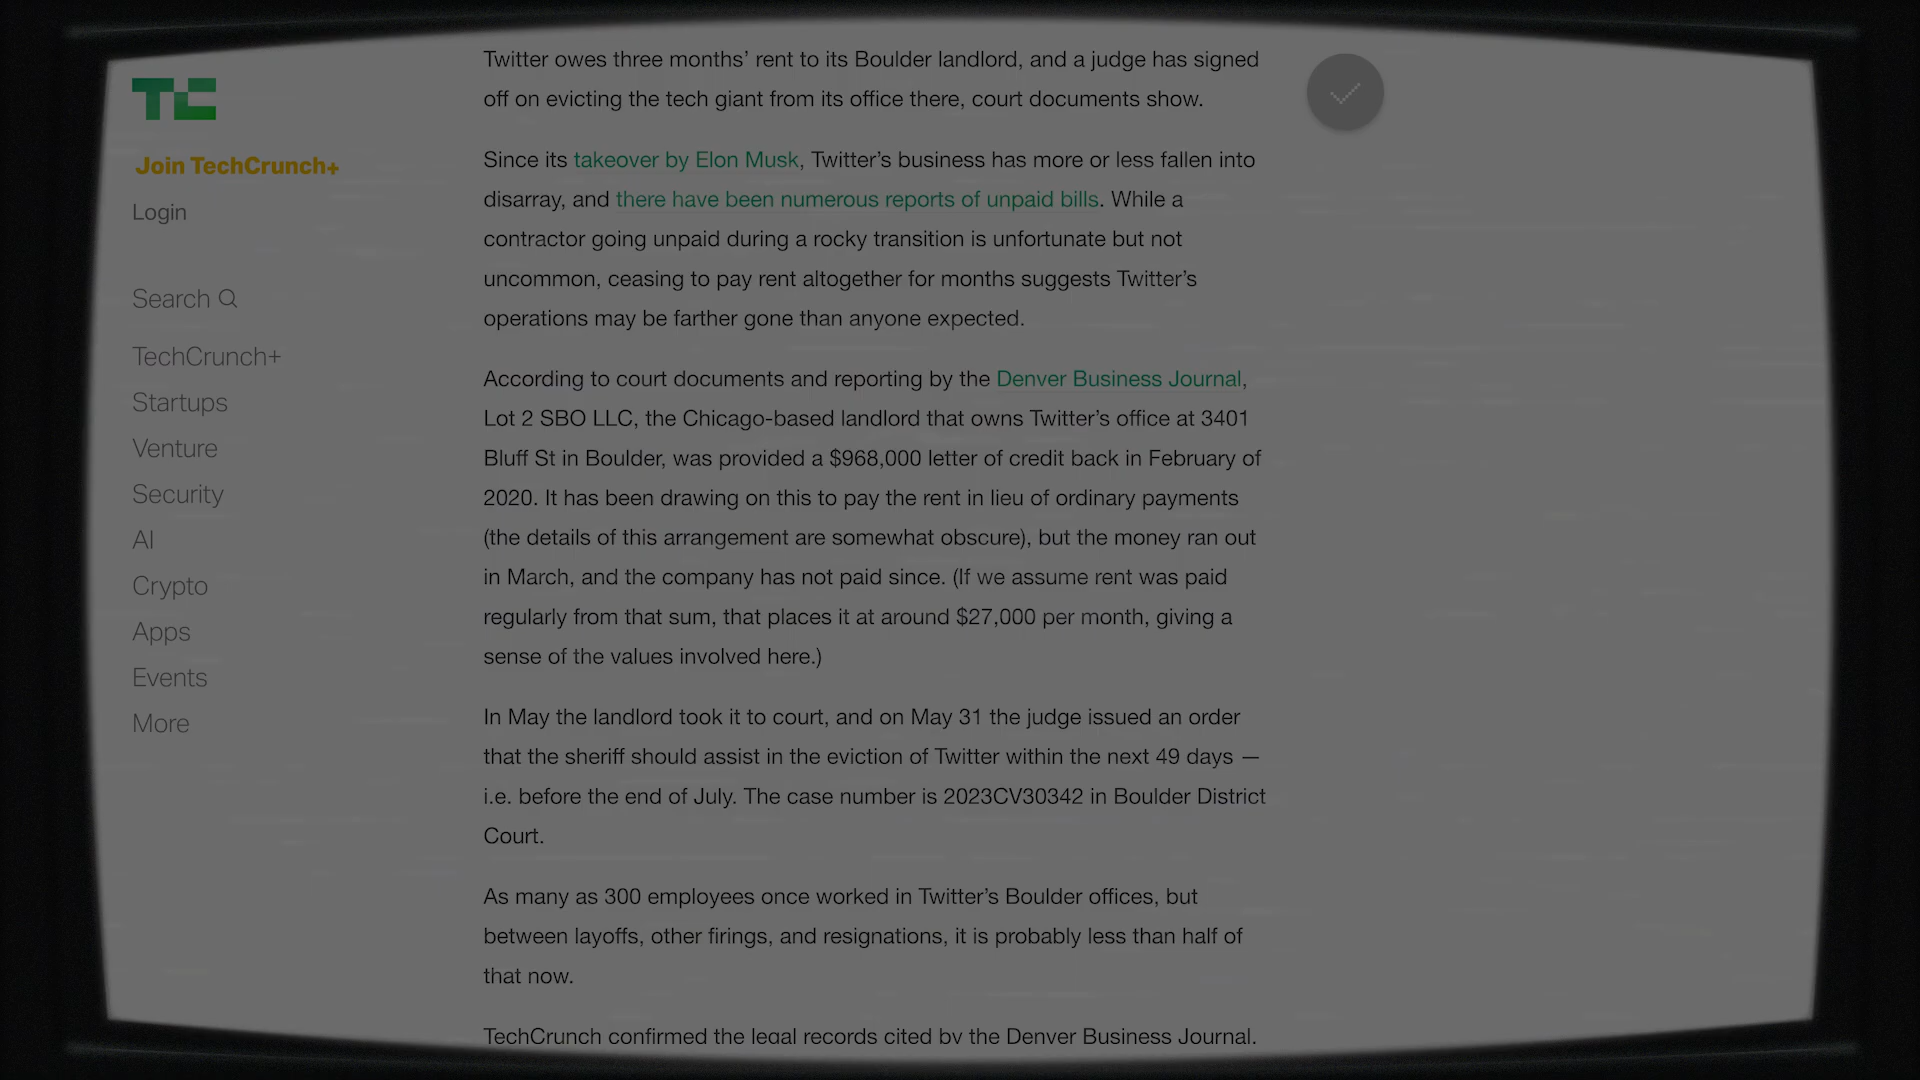 TC
Join TechCrunch+
Login
Search
TechCrunch+
Startups
Venture
Security
AI
Crypto
Apps
Events
More
Twitter owes three months’ rent to its Boulder landlord, and a judge has signed
off on evicting the tech giant from its office there, court documents show.
Since its takeover by Elon Musk, Twitter’s business has more or less fallen into
disarray, and there have been numerous reports of unpaid bills. While a
contractor going unpaid during a rocky transition is unfortunate but not
uncommon, ceasing to pay rent altogether for months suggests Twitter’s
operations may be farther gone than anyone expected.
According to court documents and reporting by the Denver Business Journal,
Lot 2 SBO LLC, the Chicago-based landlord that owns Twitter’s office at 3401
Bluff St in Boulder, was provided a $968,000 letter of credit back in February of
2020. It has been drawing on this to pay the rent in lieu of ordinary payments
(the details of this arrangement are somewhat obscure), but the money ran out
in March, and the company has not paid since. (If we assume rent was paid
regularly from that sum, that places it at around $27,000 per month, giving a
sense of the values involved here.)
In May the landlord took it to court, and on May 31 the judge issued an order
that the sheriff should assist in the eviction of Twitter within the next 49 days —
i.e. before the end of July. The case number is 2023CV30342 in Boulder District
Court.
As many as 300 employees once worked in Twitter’s Boulder offices, but
between layoffs, other firings, and resignations, it is probably less than half of
that now.
TechCrunch confirmed the legal records cited by the Denver Business Journal.